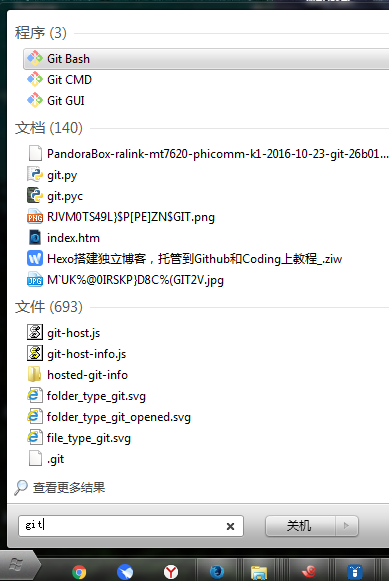 程序 (3)
Git Bash
Git CMD
Git GUI
文档 (140)
PandoraBox-ralink-mt7620-phicomm-k1-2016-10-23-git-26b01...
git.py
git.pyc
RJVM0TS49L}$P[PE]ZN$GIT.png
index.htm
Hexo搭建独立博客，托管到Github和Coding上教程_.ziw
M`UK%@0IRSKP}D8C%(GIT2V.jpg
文件 (693)
git-host.js
git-host-info.js
hosted-git-info
folder_type_git.svg
folder_type_git_opened.svg
file_type_git.svg
.git
查看更多结果
git
关机